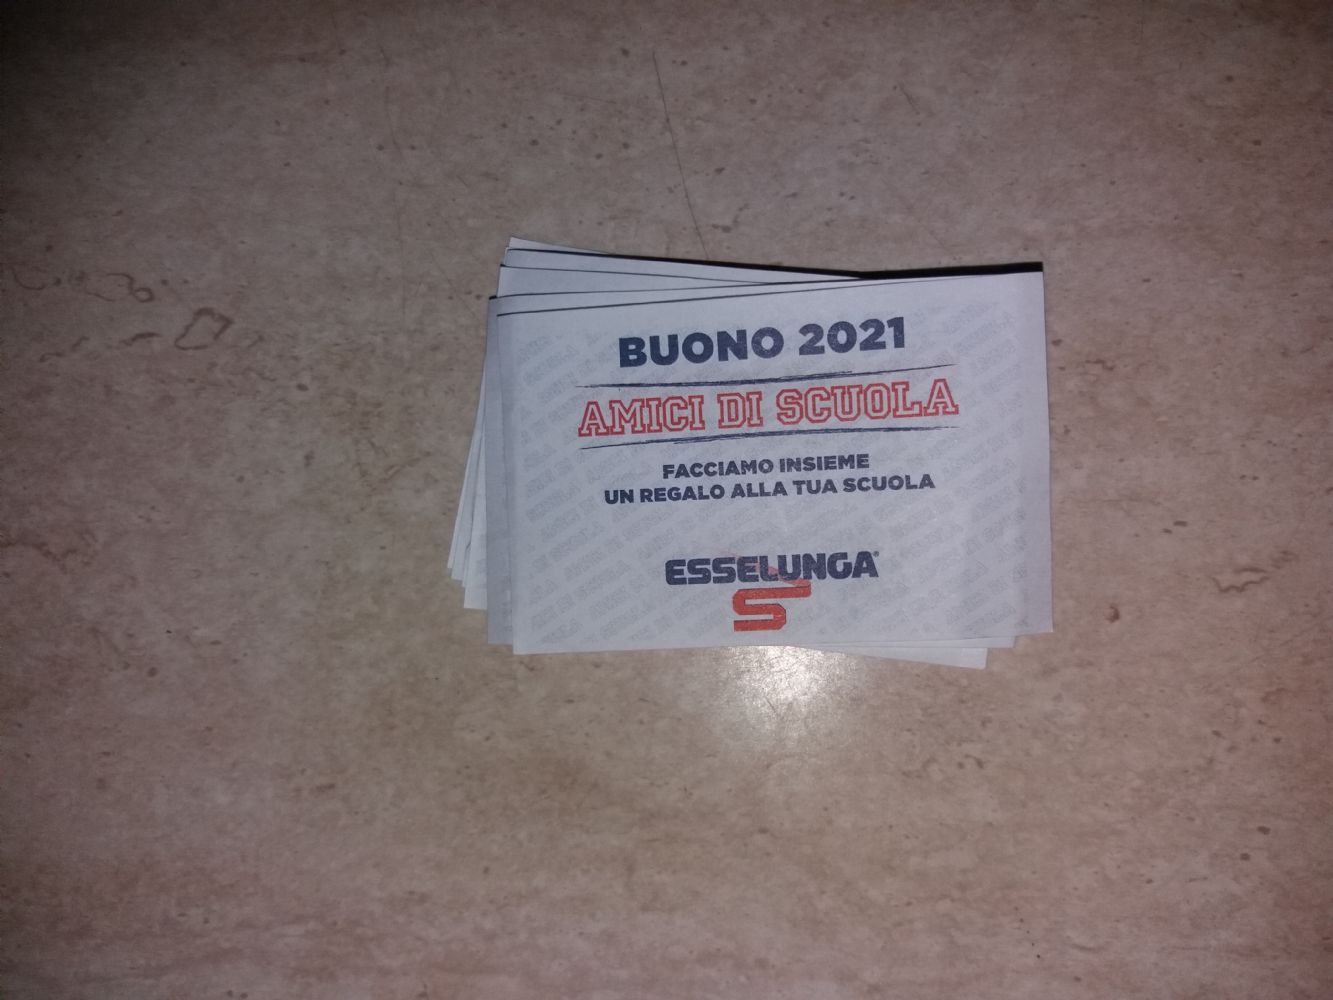 BUONO 2021
AMICI DI SCUOLA
FACCIAMO INSIEME
UN REGALO ALLA TUA SCUOLA
ESSELUNGA®
S